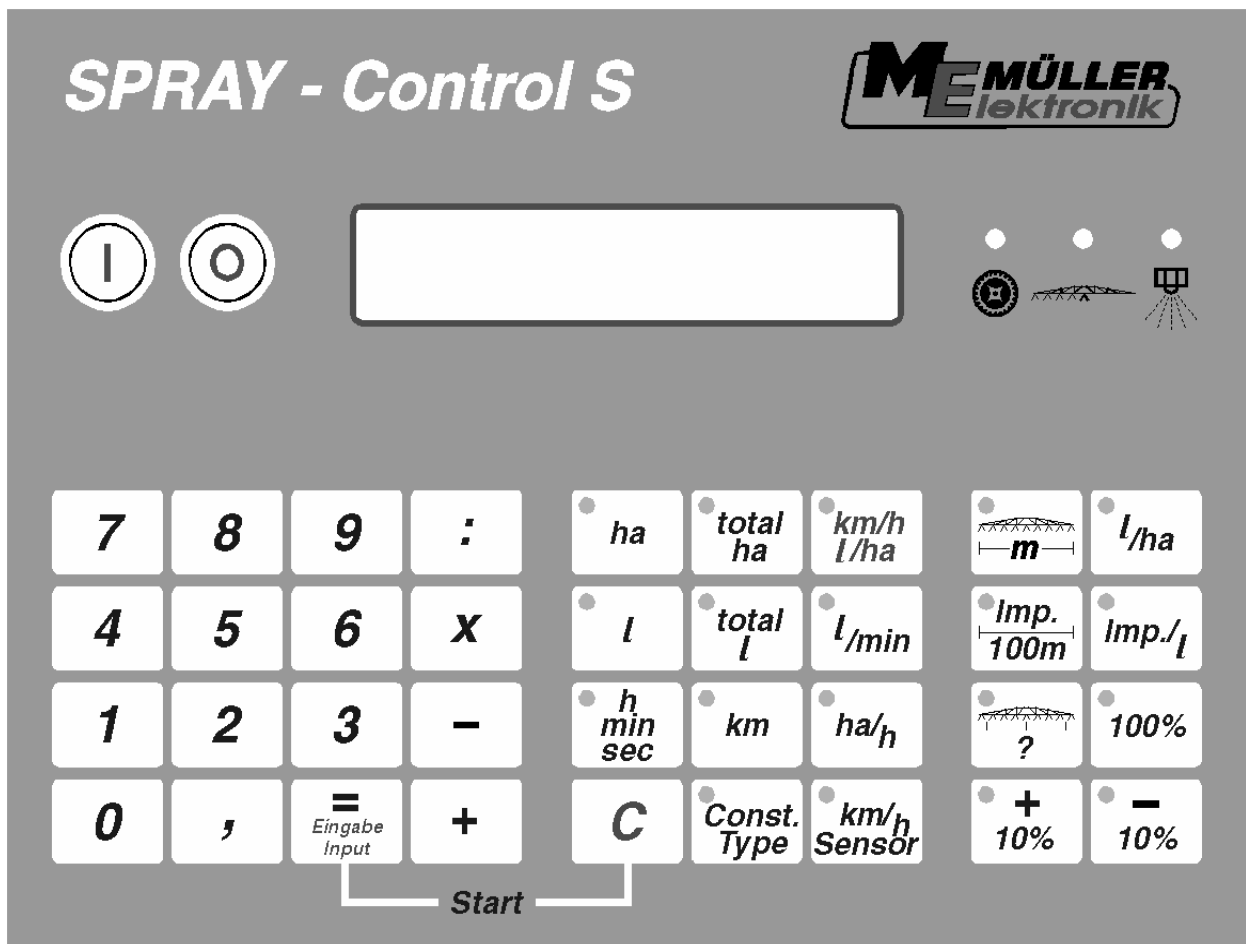 SPRAY - Control S
ME MÜLLER
Elektronik
I O
7 8 9 :
ha
total
ha
km/h
l/ha
m
l/ha
4 5 6 x
l
total
l
l/min
Imp.
100m
Imp./l
1 2 3 –
h
min
sec
km
ha/h
?
100%
0 ,
=
Eingabe
Input
+
C
Const.
Type
km/h
Sensor
+
10%
–
10%
Start